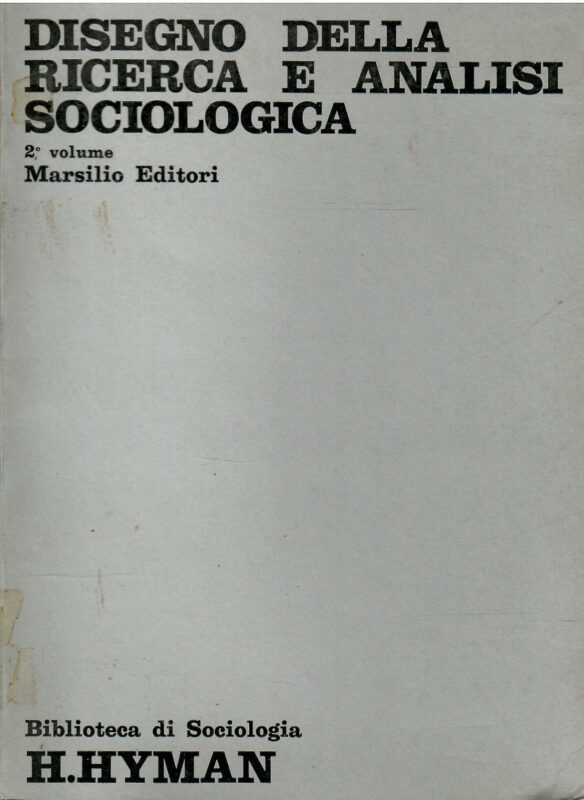 DISEGNO DELLA
RICERCA E ANALISI
SOCIOLOGICA
2° volume
Marsilio Editori
Biblioteca di Sociologia
H.HYMAN